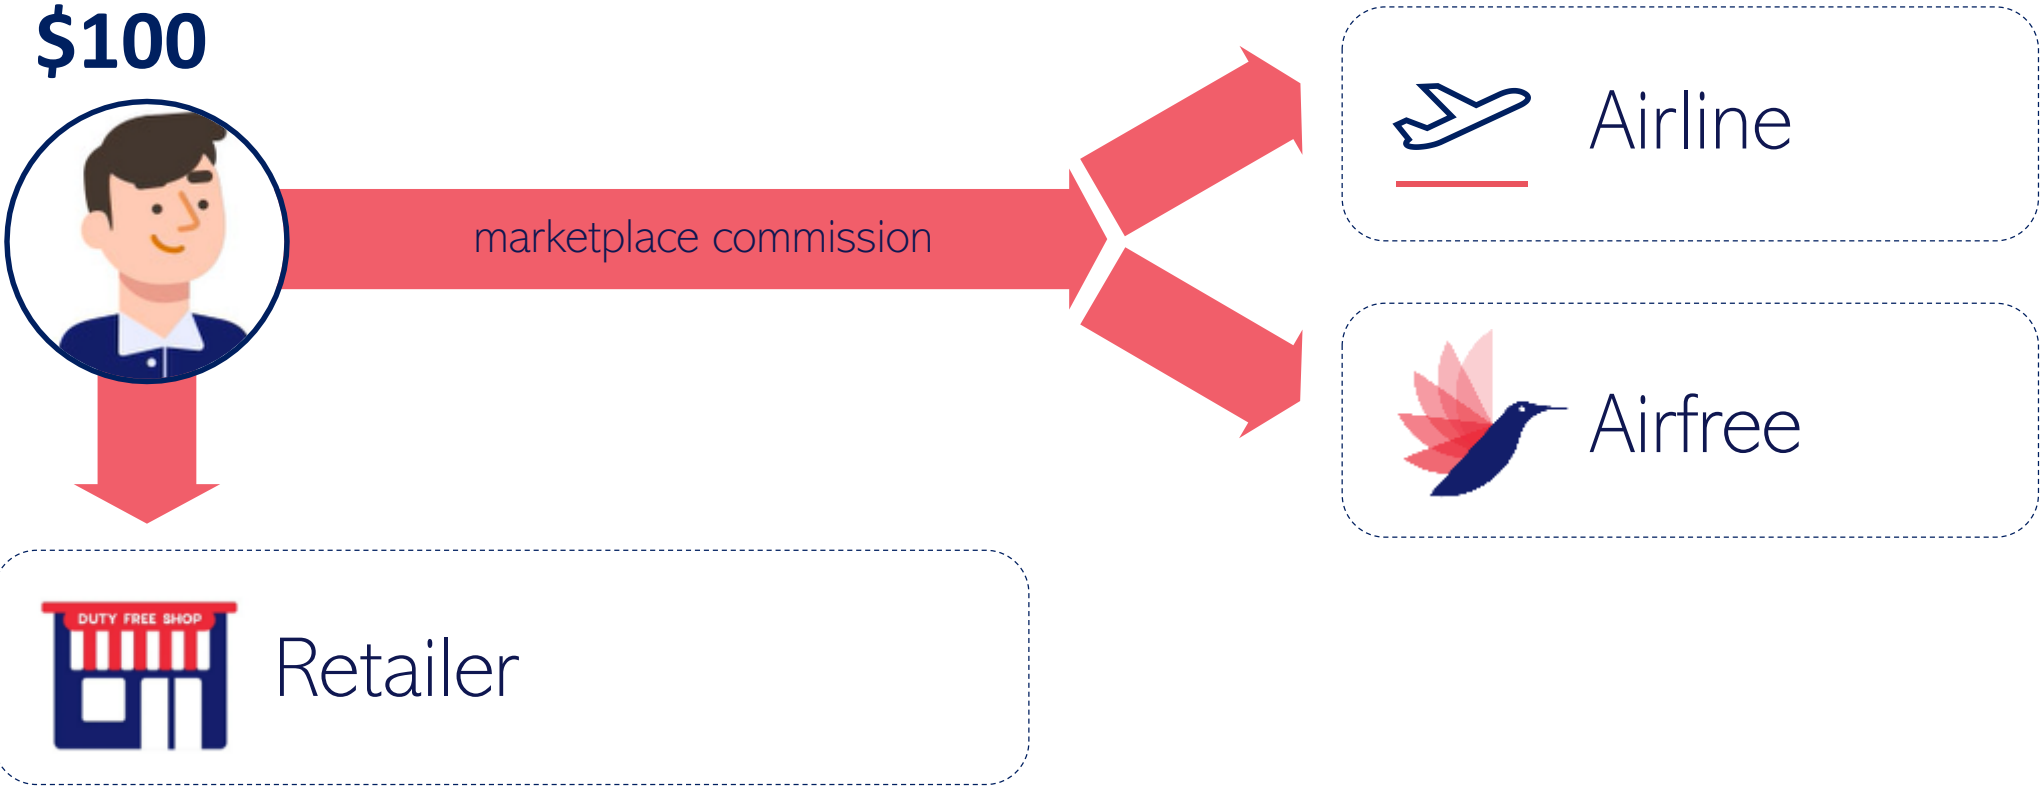 $100
marketplace commission
Airline
Airfree
DUTY FREE SHOP
Retailer